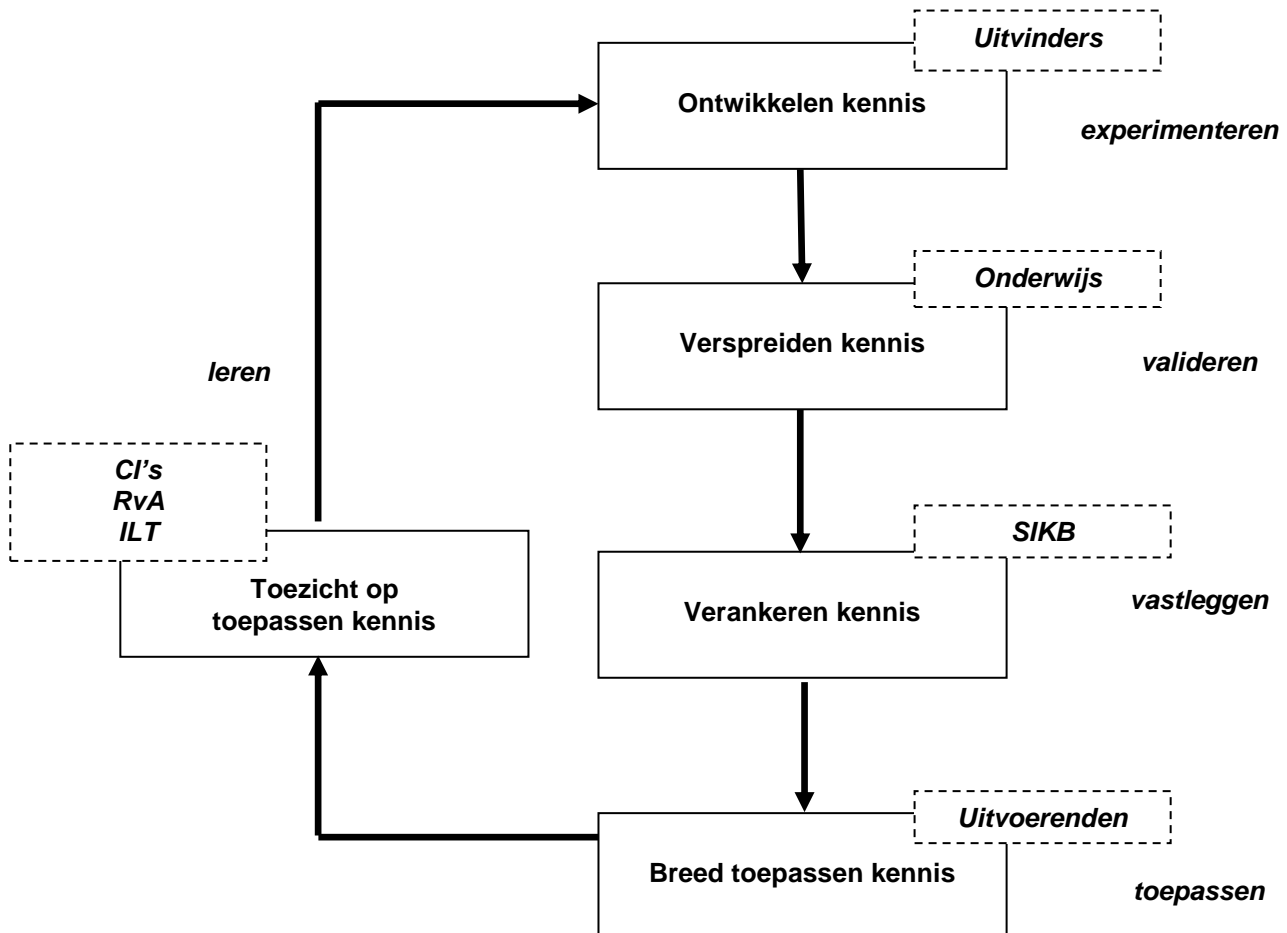 Uitvinders
Ontwikkelen kennis
experimenteren
Onderwijs
Verspreiden kennis
valideren
leren
CI’s
RvA
ILT
Toezicht op
toepassen kennis
SIKB
Verankeren kennis
vastleggen
Uitvoerenden
Breed toepassen kennis
toepassen